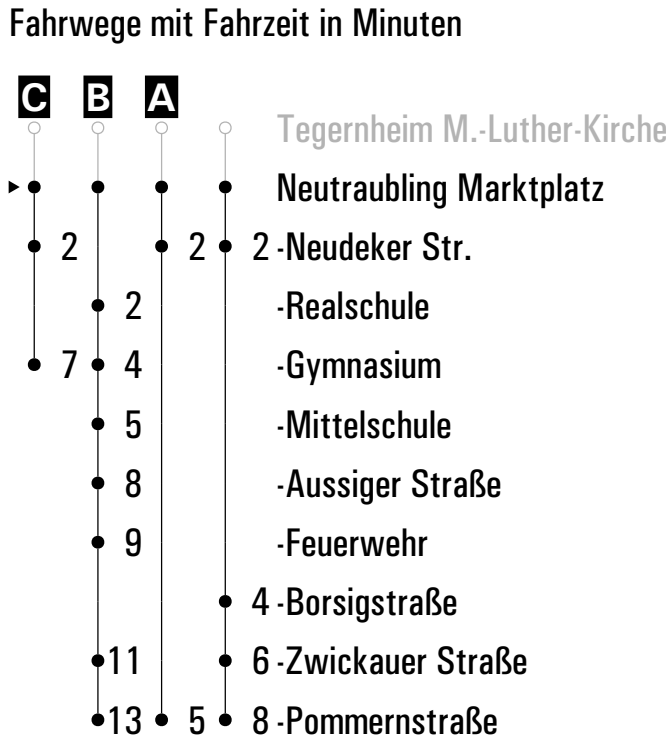 Fahrwege mit Fahrzeit in Minuten
C B A
Tegernheim M.-Luther-Kirche
Neutraubling Marktplatz
2 2 2 -Neudeker Str.
2 -Realschule
7 4 -Gymnasium
5 -Mittelschule
8 -Aussiger Straße
9 -Feuerwehr
4 -Borsigstraße
11 6 -Zwickauer Straße
13 5 8 -Pommernstraße